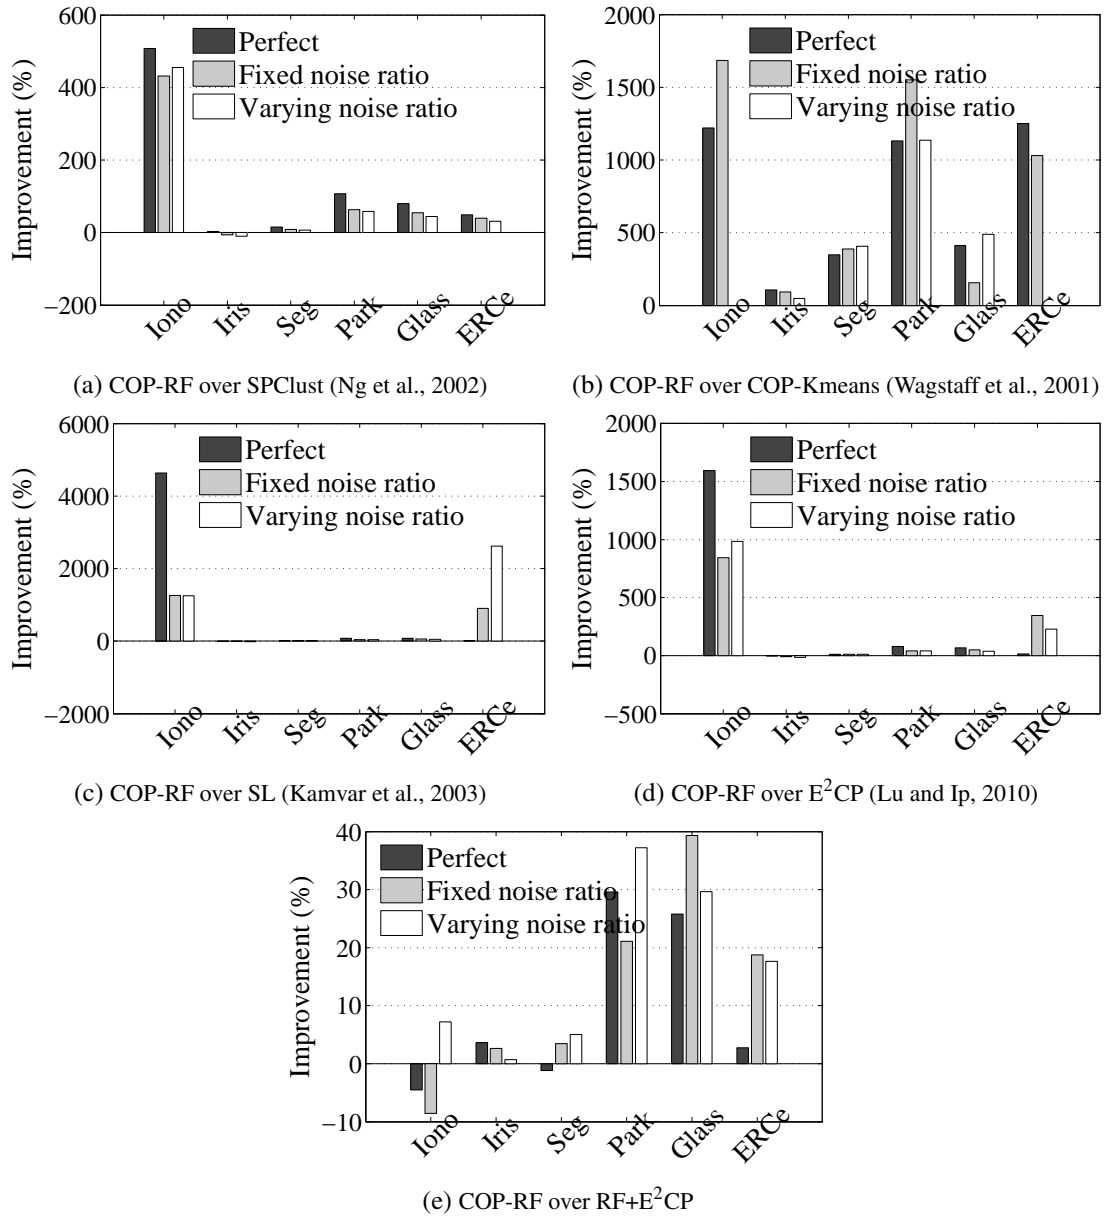 600
400
200
0
−200
Improvement (%)
Perfect
Fixed noise ratio
Varying noise ratio
Iono
Iris
Seg
Park
Glass
ERCe
(a) COP-RF over SPClust (Ng et al., 2002)
2000
1500
1000
500
0
Improvement (%)
Perfect
Fixed noise ratio
Varying noise ratio
Iono
Iris
Seg
Park
Glass
ERCe
(b) COP-RF over COP-Kmeans (Wagstaff et al., 2001)
6000
4000
2000
0
−2000
Improvement (%)
Perfect
Fixed noise ratio
Varying noise ratio
Iono
Iris
Seg
Park
Glass
ERCe
(c) COP-RF over SL (Kamvar et al., 2003)
2000
1500
1000
500
0
−500
Improvement (%)
Perfect
Fixed noise ratio
Varying noise ratio
Iono
Iris
Seg
Park
Glass
ERCe
(d) COP-RF over E²CP (Lu and Ip, 2010)
40
30
20
10
0
−10
Improvement (%)
Perfect
Fixed noise ratio
Varying noise ratio
Iono
Iris
Seg
Park
Glass
ERCe
(e) COP-RF over RF+E²CP